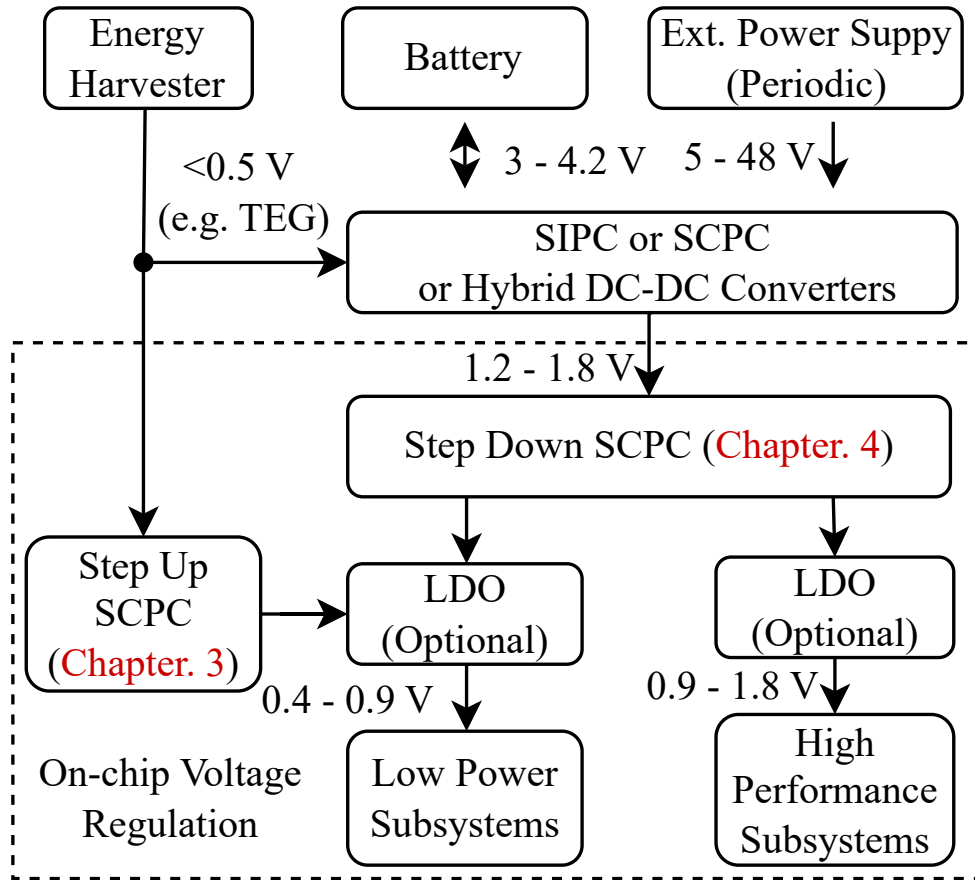 Energy
Harvester
Battery
Ext. Power Suppy
(Periodic)
<0.5 V
(e.g. TEG)
3 - 4.2 V
5 - 48 V
SIPC or SCPC
or Hybrid DC-DC Converters
1.2 - 1.8 V
Step Down SCPC (Chapter. 4)
Step Up
SCPC
(Chapter. 3)
LDO
(Optional)
LDO
(Optional)
0.4 - 0.9 V
0.9 - 1.8 V
On-chip Voltage
Regulation
Low Power
Subsystems
High
Performance
Subsystems